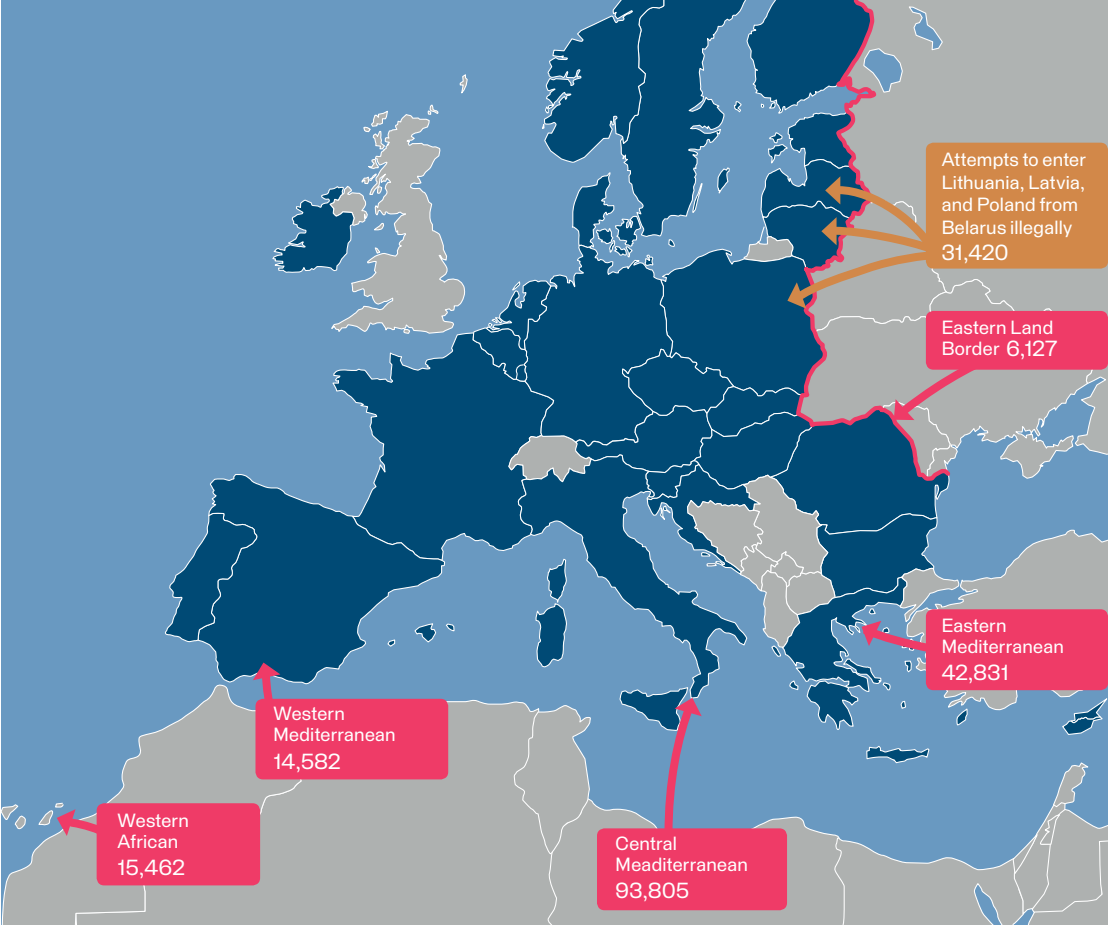 Attempts to enter
Lithuania, Latvia,
and Poland from
Belarus illegally
31,420
Eastern Land
Border 6,127
Eastern
Mediterranean
42,831
Western
Mediterranean
14,582
Western
African
15,462
Central
Meaditerranean
93,805